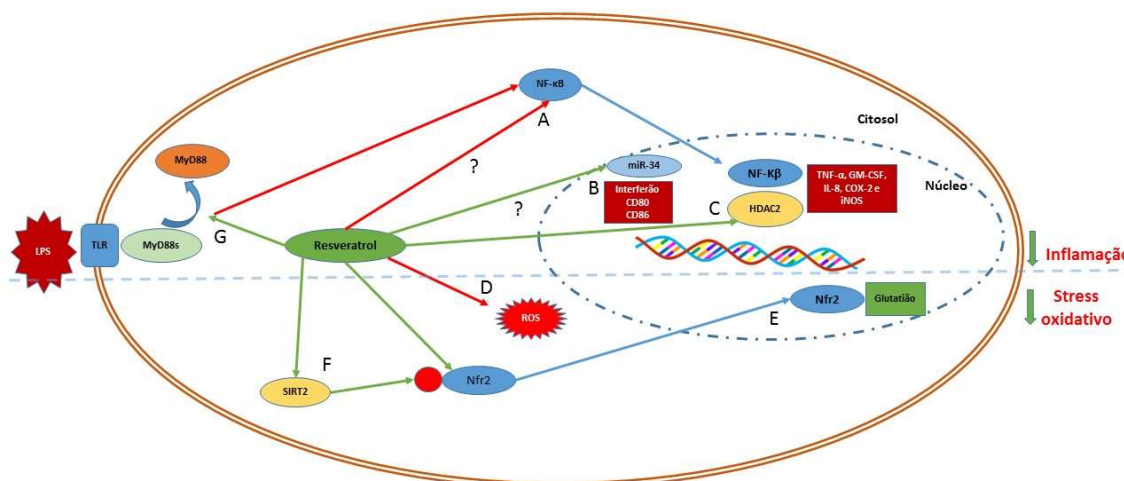 NF-κB
A
Citosol
MyD88
?
miR-34
NF-Kβ
TNF-α, GM-CSF,
IL-8, COX-2 e
iNOS
Núcleo
B
Interferão
CD80
CD86
C
HDAC2
?
LPS
TLR
MyD88s
G
Resveratrol
Inflamação
D
ROS
E
Nfr2
Glutatião
Stress
oxidativo
F
SIRT2
Nfr2